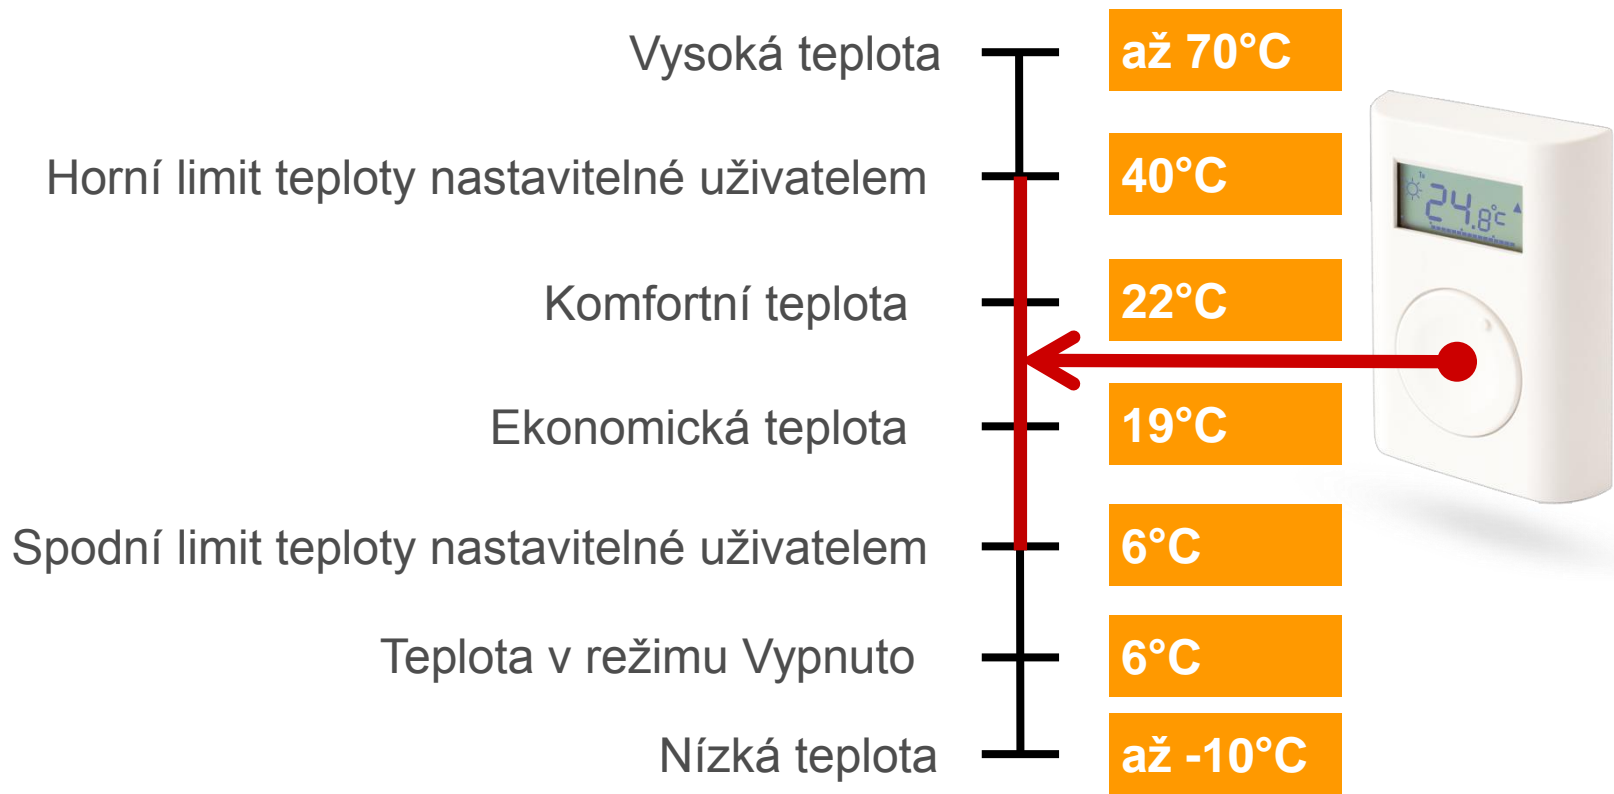 Vysoká teplota až 70°C
Horní limit teploty nastavitelné uživatelem 40°C
Komfortní teplota 22°C
Ekonomická teplota 19°C
Spodní limit teploty nastavitelné uživatelem 6°C
Teplota v režimu Vypnuto 6°C
Nízká teplota až -10°C
24.8°C